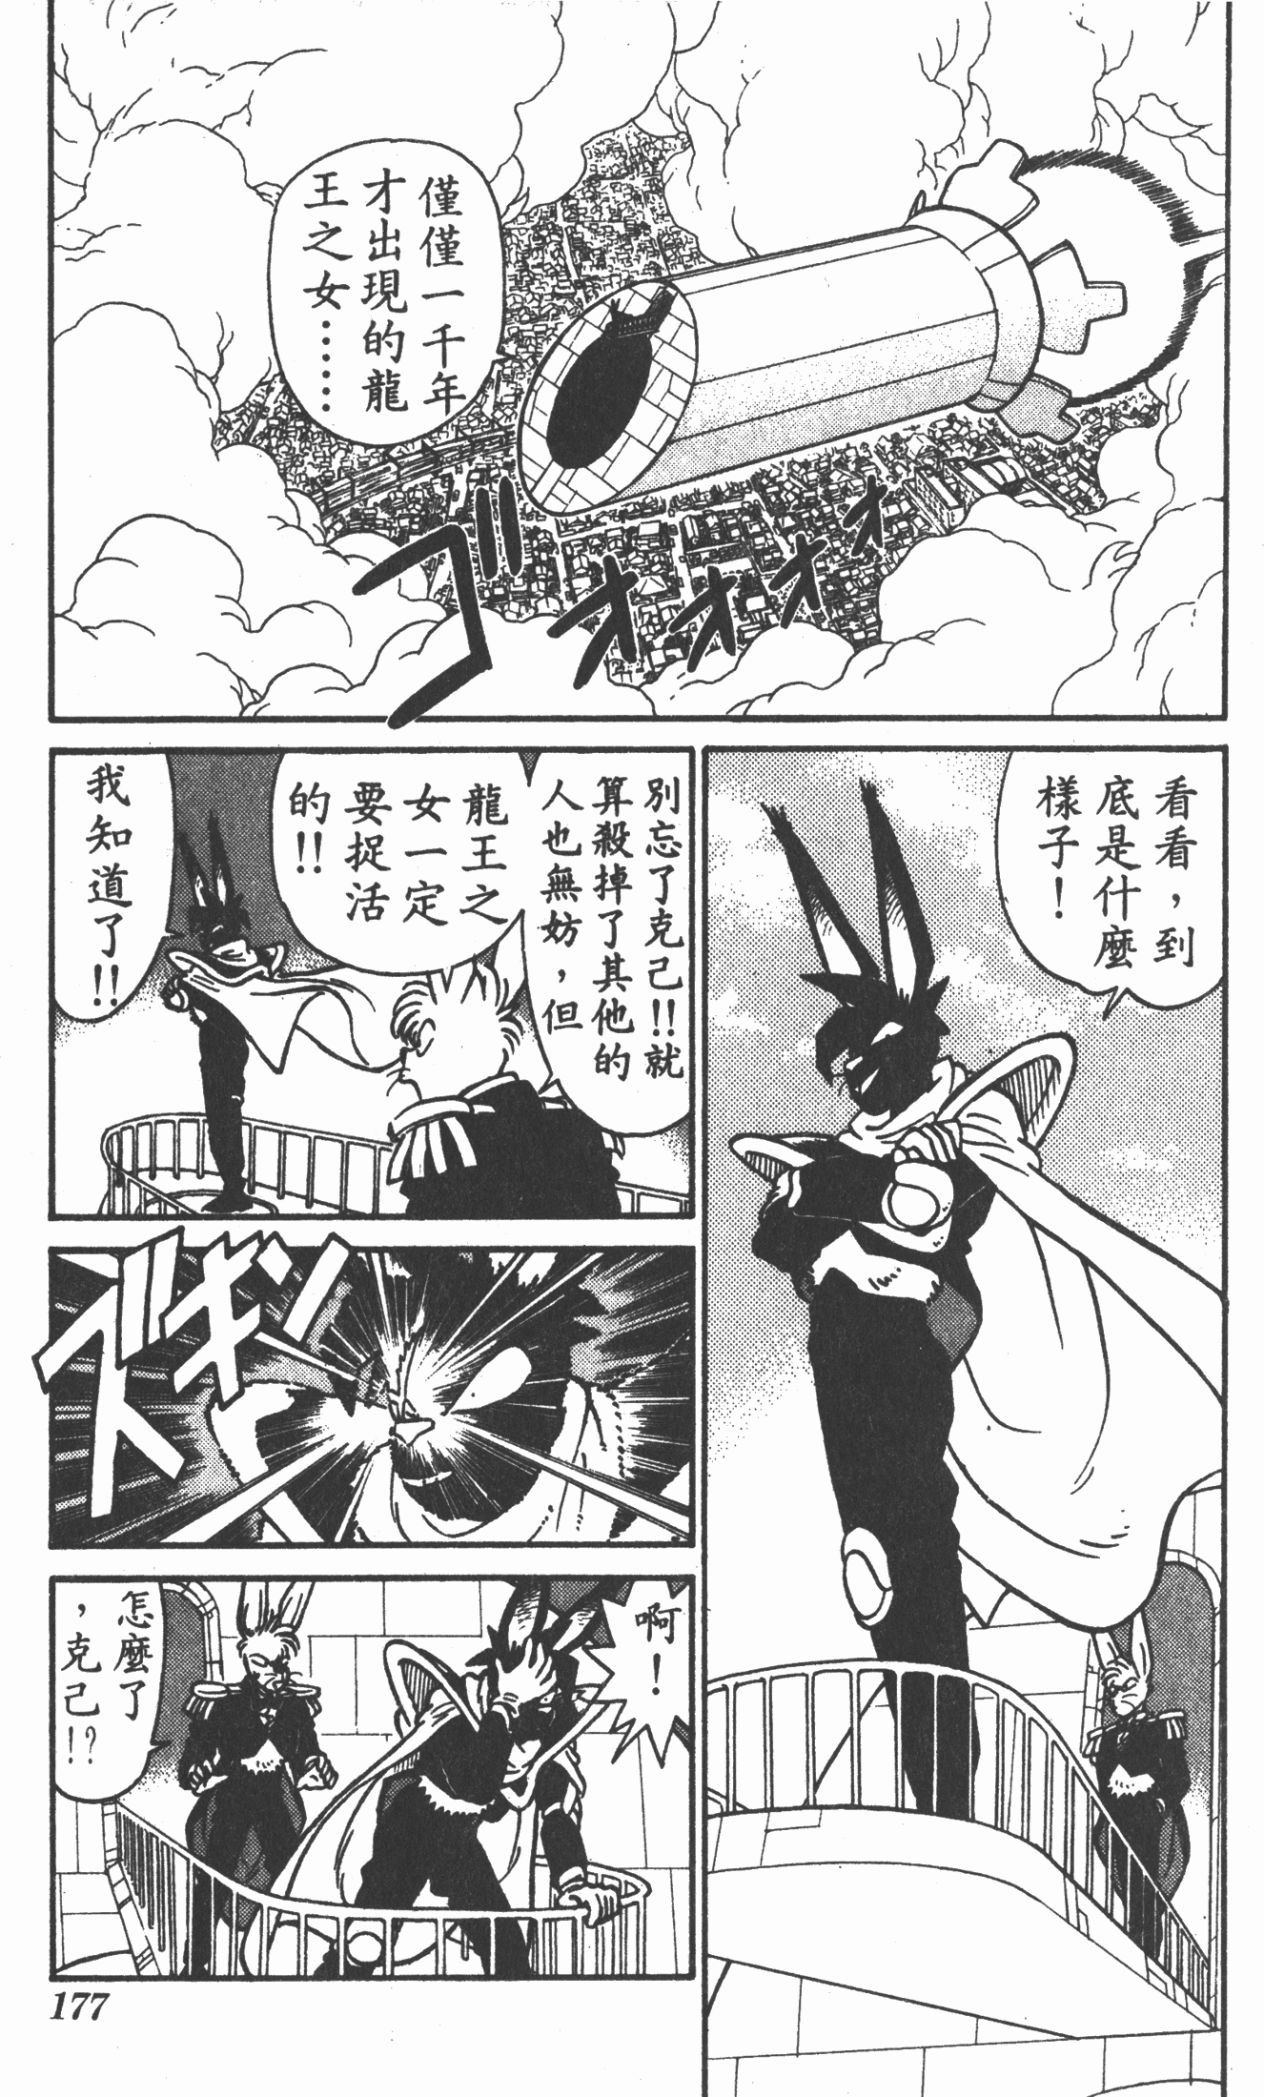 僅僅一千年
才出現的龍
王之女……
ゴオオオオ
看看，到
底是什麼
樣子！
別忘了克己!!就
算殺掉了其他的
人也無妨，但
龍王之
女一定
要捉活
的!!
我知道了!!
ズギン
啊！
怎麼了
，克己!?
177